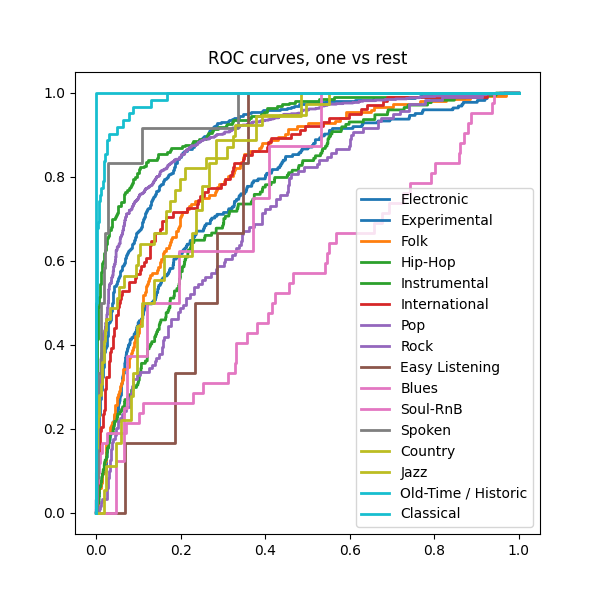 ROC curves, one vs rest
1.0
0.8
0.6
0.4
0.2
0.0
0.0 0.2 0.4 0.6 0.8 1.0
Electronic
Experimental
Folk
Hip-Hop
Instrumental
International
Pop
Rock
Easy Listening
Blues
Soul-RnB
Spoken
Country
Jazz
Old-Time / Historic
Classical